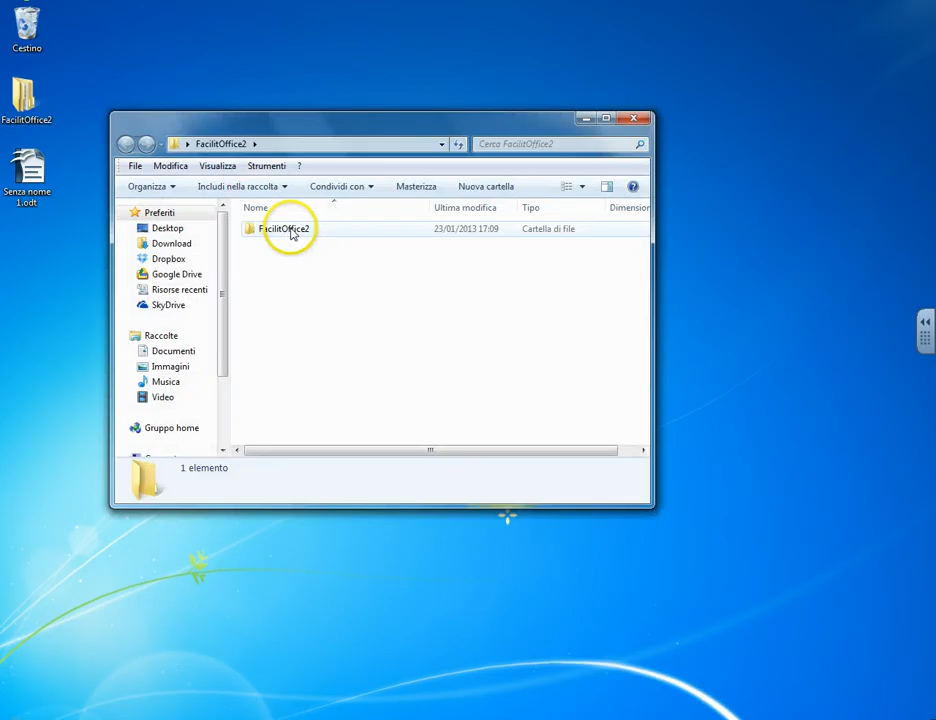 Cestino
FacilitOffice2
Senza nome
1.odt
FacilitOffice2
Cerca FacilitOffice2
File Modifica Visualizza Strumenti ?
Organizza Includi nella raccolta Condividi con Masterizza Nuova cartella
Nome Ultima modifica Tipo Dimension
FacilitOffice2 23/01/2013 17:09 Cartella di file
Preferiti
Desktop
Download
Dropbox
Google Drive
Risorse recenti
SkyDrive
Raccolte
Documenti
Immagini
Musica
Video
Gruppo home
1 elemento